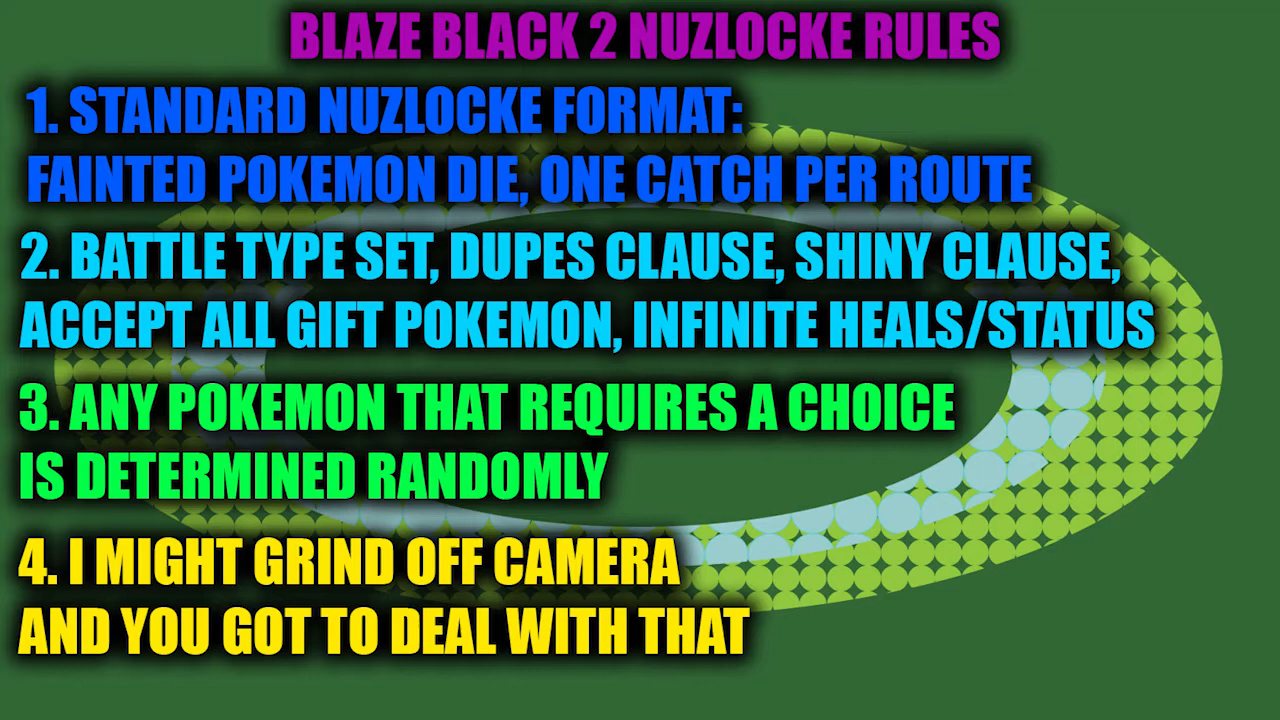 BLAZE BLACK 2 NUZLOCKE RULES
1. STANDARD NUZLOCKE FORMAT:
FAINTED POKEMON DIE, ONE CATCH PER ROUTE
2. BATTLE TYPE SET, DUPES CLAUSE, SHINY CLAUSE,
ACCEPT ALL GIFT POKEMON, INFINITE HEALS/STATUS
3. ANY POKEMON THAT REQUIRES A CHOICE
IS DETERMINED RANDOMLY
4. I MIGHT GRIND OFF CAMERA
AND YOU GOT TO DEAL WITH THAT